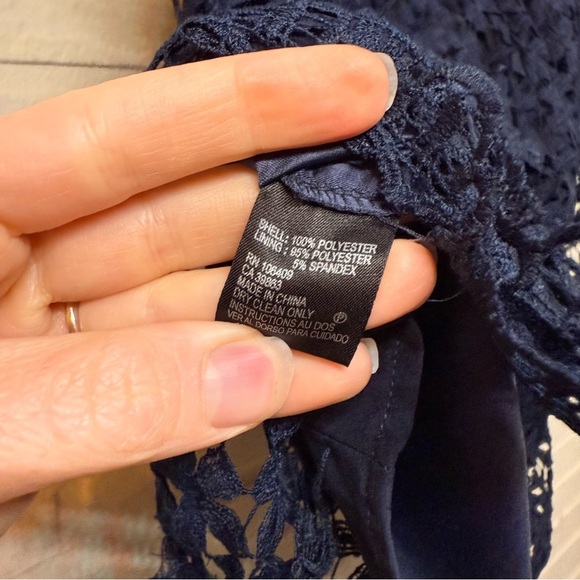 SHELL: 100% POLYESTER
LINING : 95% POLYESTER
5% SPANDEX
RN 106409
CA 39883
MADE IN CHINA
DRY CLEAN ONLY
P
INSTRUCTIONS AU DOS
VER AL DORSO PARA CUIDADO